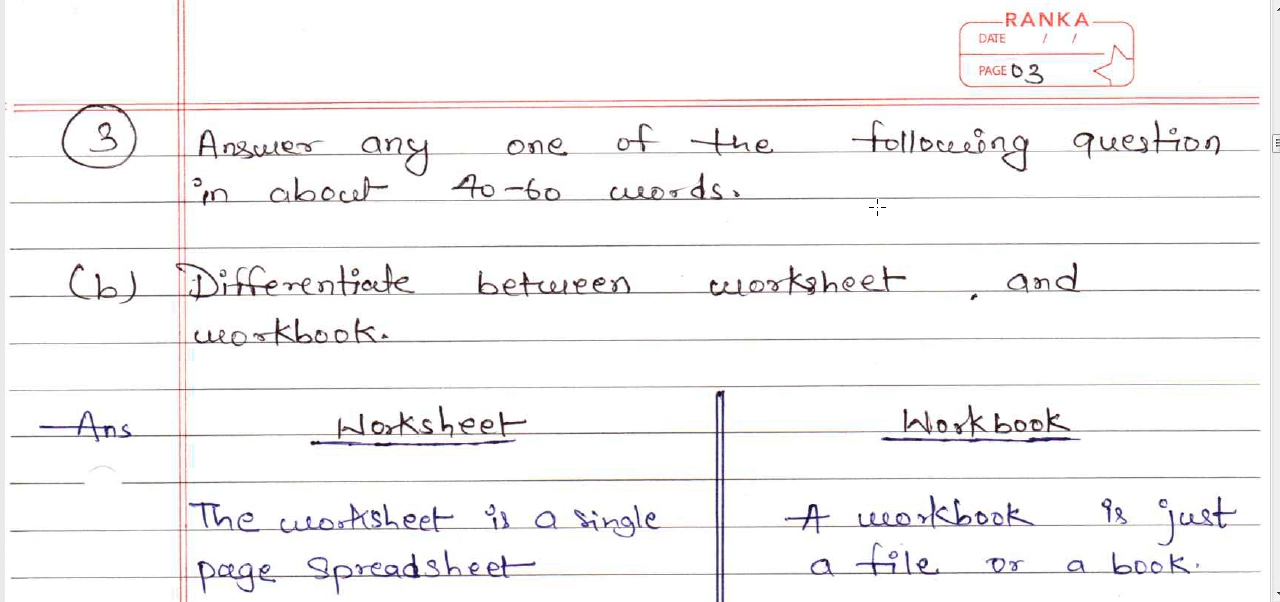 RANKA
DATE / /
PAGE 03
3 Answer any one of the following question
in about 40-60 words.
(b) Differentiate between worksheet and
workbook.
Ans Worksheet Workbook
The worksheet is a single A workbook is just
page spreadsheet a file or a book.